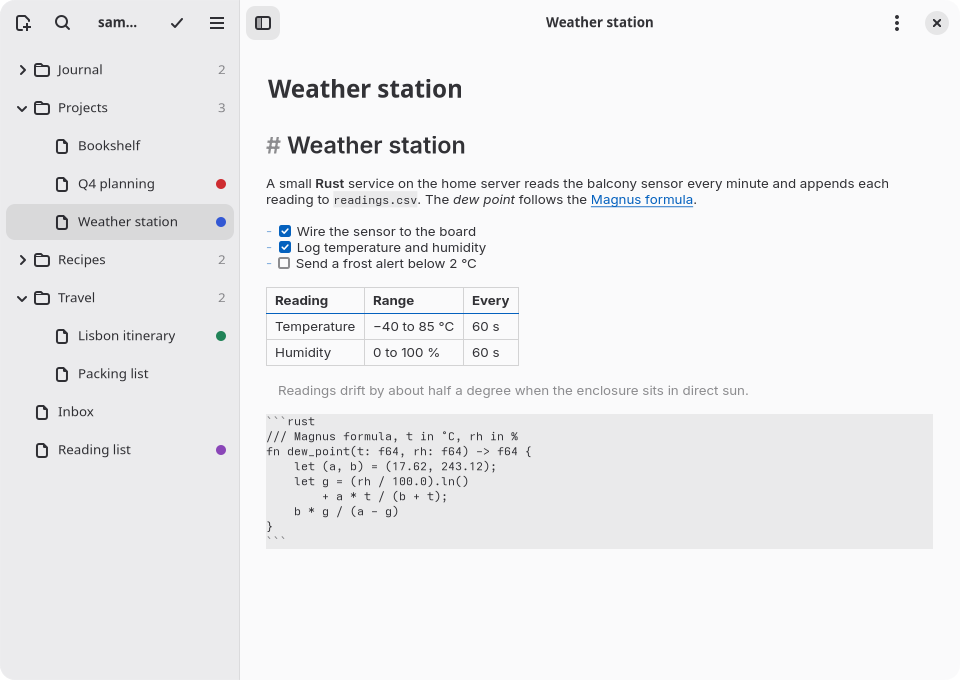 sam...
Weather station
Journal 2
Projects 3
Bookshelf
Q4 planning
Weather station
Recipes 2
Travel 2
Lisbon itinerary
Packing list
Inbox
Reading list
Weather station
# Weather station
A small Rust service on the home server reads the balcony sensor every minute and appends each
reading to readings.csv. The dew point follows the Magnus formula.
- Wire the sensor to the board
- Log temperature and humidity
- Send a frost alert below 2 °C
Reading Range Every
Temperature −40 to 85 °C 60 s
Humidity 0 to 100 % 60 s
Readings drift by about half a degree when the enclosure sits in direct sun.
```rust
/// Magnus formula, t in °C, rh in %
fn dew_point(t: f64, rh: f64) -> f64 {
    let (a, b) = (17.62, 243.12);
    let g = (rh / 100.0).ln()
        + a * t / (b + t);
    b * g / (a - g)
}
```